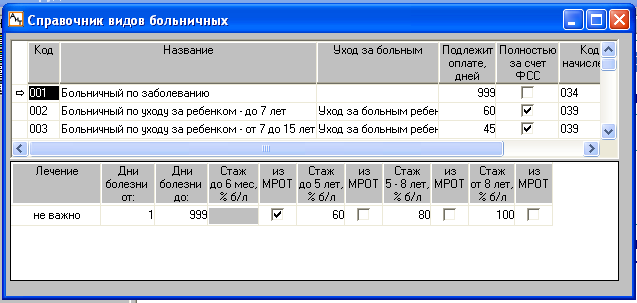 Справочник видов больничных
Код Название Уход за больным Подлежит оплате, дней Полностью за счет ФСС Код начисле
001 Больничный по заболеванию 999 034
002 Больничный по уходу за ребенком - до 7 лет Уход за больным ребен 60 039
003 Больничный по уходу за ребенком - от 7 до 15 лет Уход за больным ребен 45 039
Лечение Дни болезни от: Дни болезни до: Стаж до 6 мес, % б/л из МРОТ Стаж до 5 лет, % б/л из МРОТ Стаж 5 - 8 лет, % б/л из МРОТ Стаж от 8 лет, % б/л из МРОТ
не важно 1 999 60 80 100